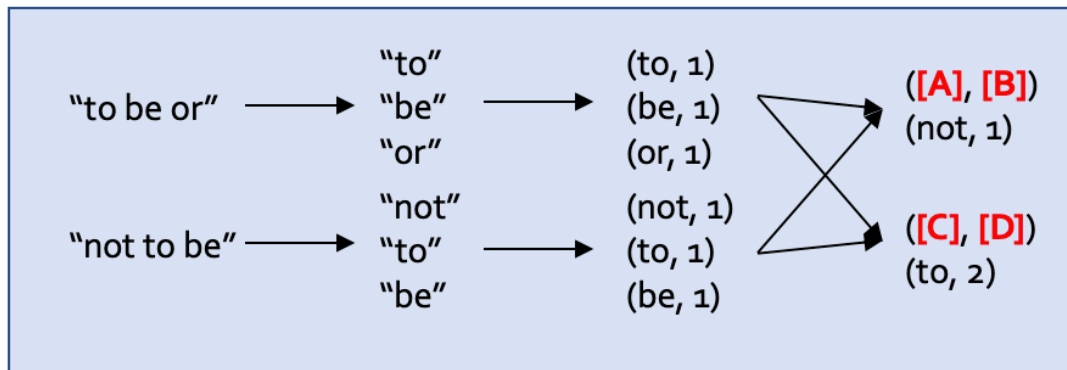 "to be or"
"to"
"be"
"or"
(to, 1)
(be, 1)
(or, 1)
([A], [B])
(not, 1)
"not to be"
"not"
"to"
"be"
(not, 1)
(to, 1)
(be, 1)
([C], [D])
(to, 2)